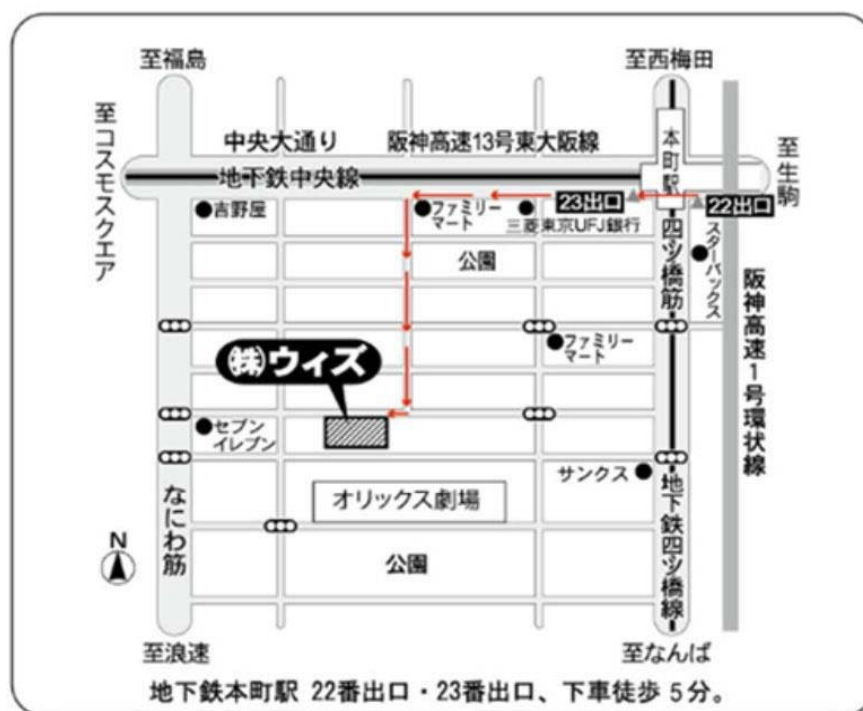 至福島
至西梅田
至コスモスクエア
中央大通り
阪神高速13号東大阪線
本町駅
至生駒
地下鉄中央線
23出口
22出口
吉野屋
ファミリー
マート
三菱東京UFJ銀行
四ツ橋筋
スターバックス
公園
阪神高速1号環状線
ファミリー
マート
㈱ウィズ
セブン
イレブン
サンクス
オリックス劇場
なにわ筋
地下鉄四ツ橋線
N
公園
至浪速
至なんば
地下鉄本町駅 22番出口・23番出口、下車徒歩 5分。